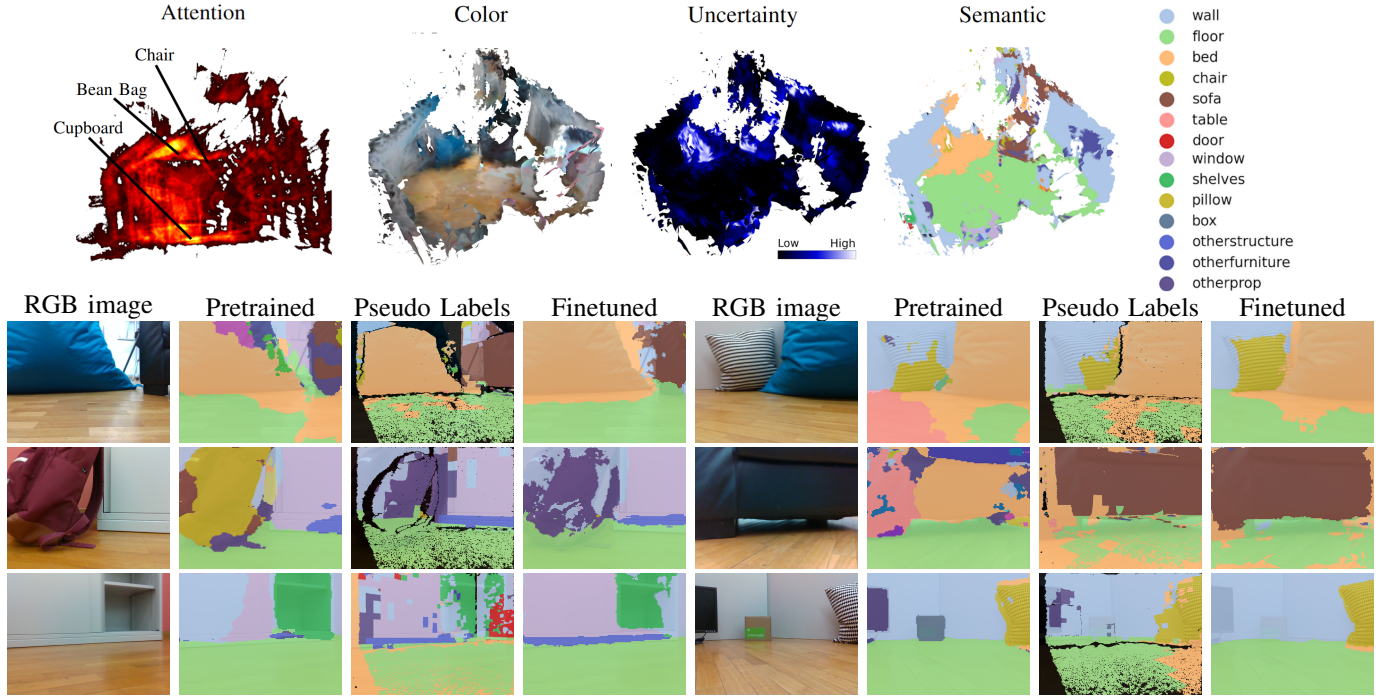 Attention
Color
Uncertainty
Semantic
Chair
Bean Bag
Cupboard
Low
High
wall
floor
bed
chair
sofa
table
door
window
shelves
pillow
box
otherstructure
otherfurniture
otherprop
RGB image
Pretrained
Pseudo Labels
Finetuned
RGB image
Pretrained
Pseudo Labels
Finetuned